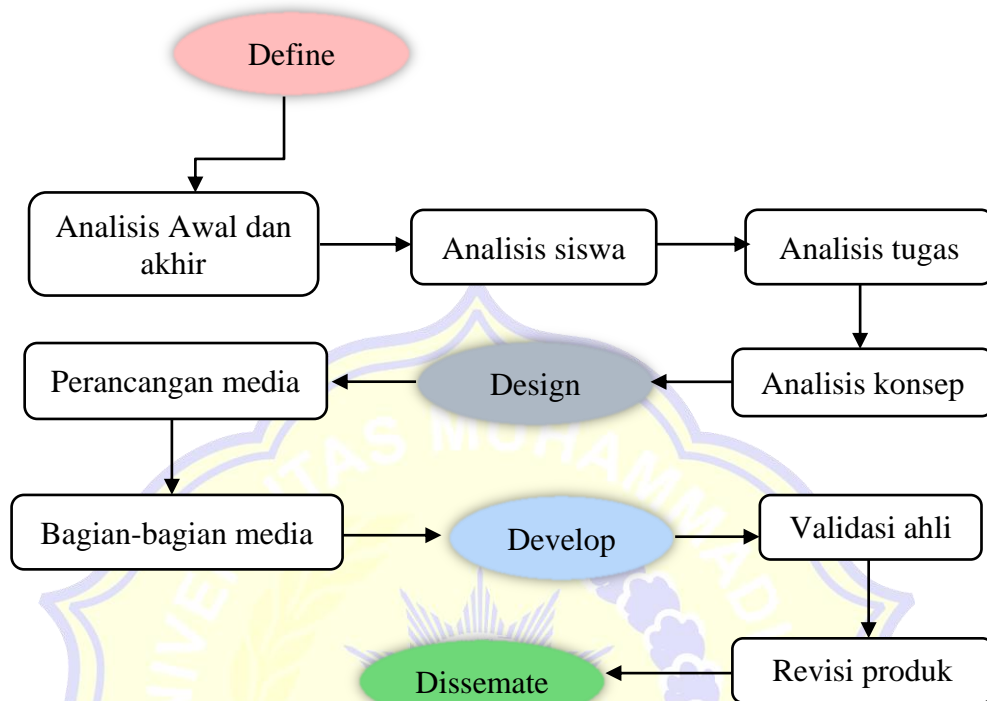 Define
Analisis Awal dan
akhir
Analisis siswa
Analisis tugas
Analisis konsep
Design
Perancangan media
Bagian-bagian media
Develop
Validasi ahli
Revisi produk
Dissemate